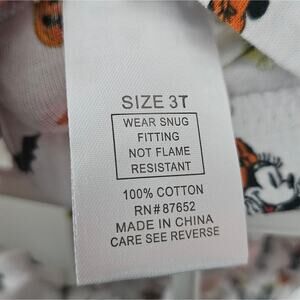 SIZE 3T
WEAR SNUG
FITTING
NOT FLAME
RESISTANT
100% COTTON
RN#87652
MADE IN CHINA
CARE SEE REVERSE